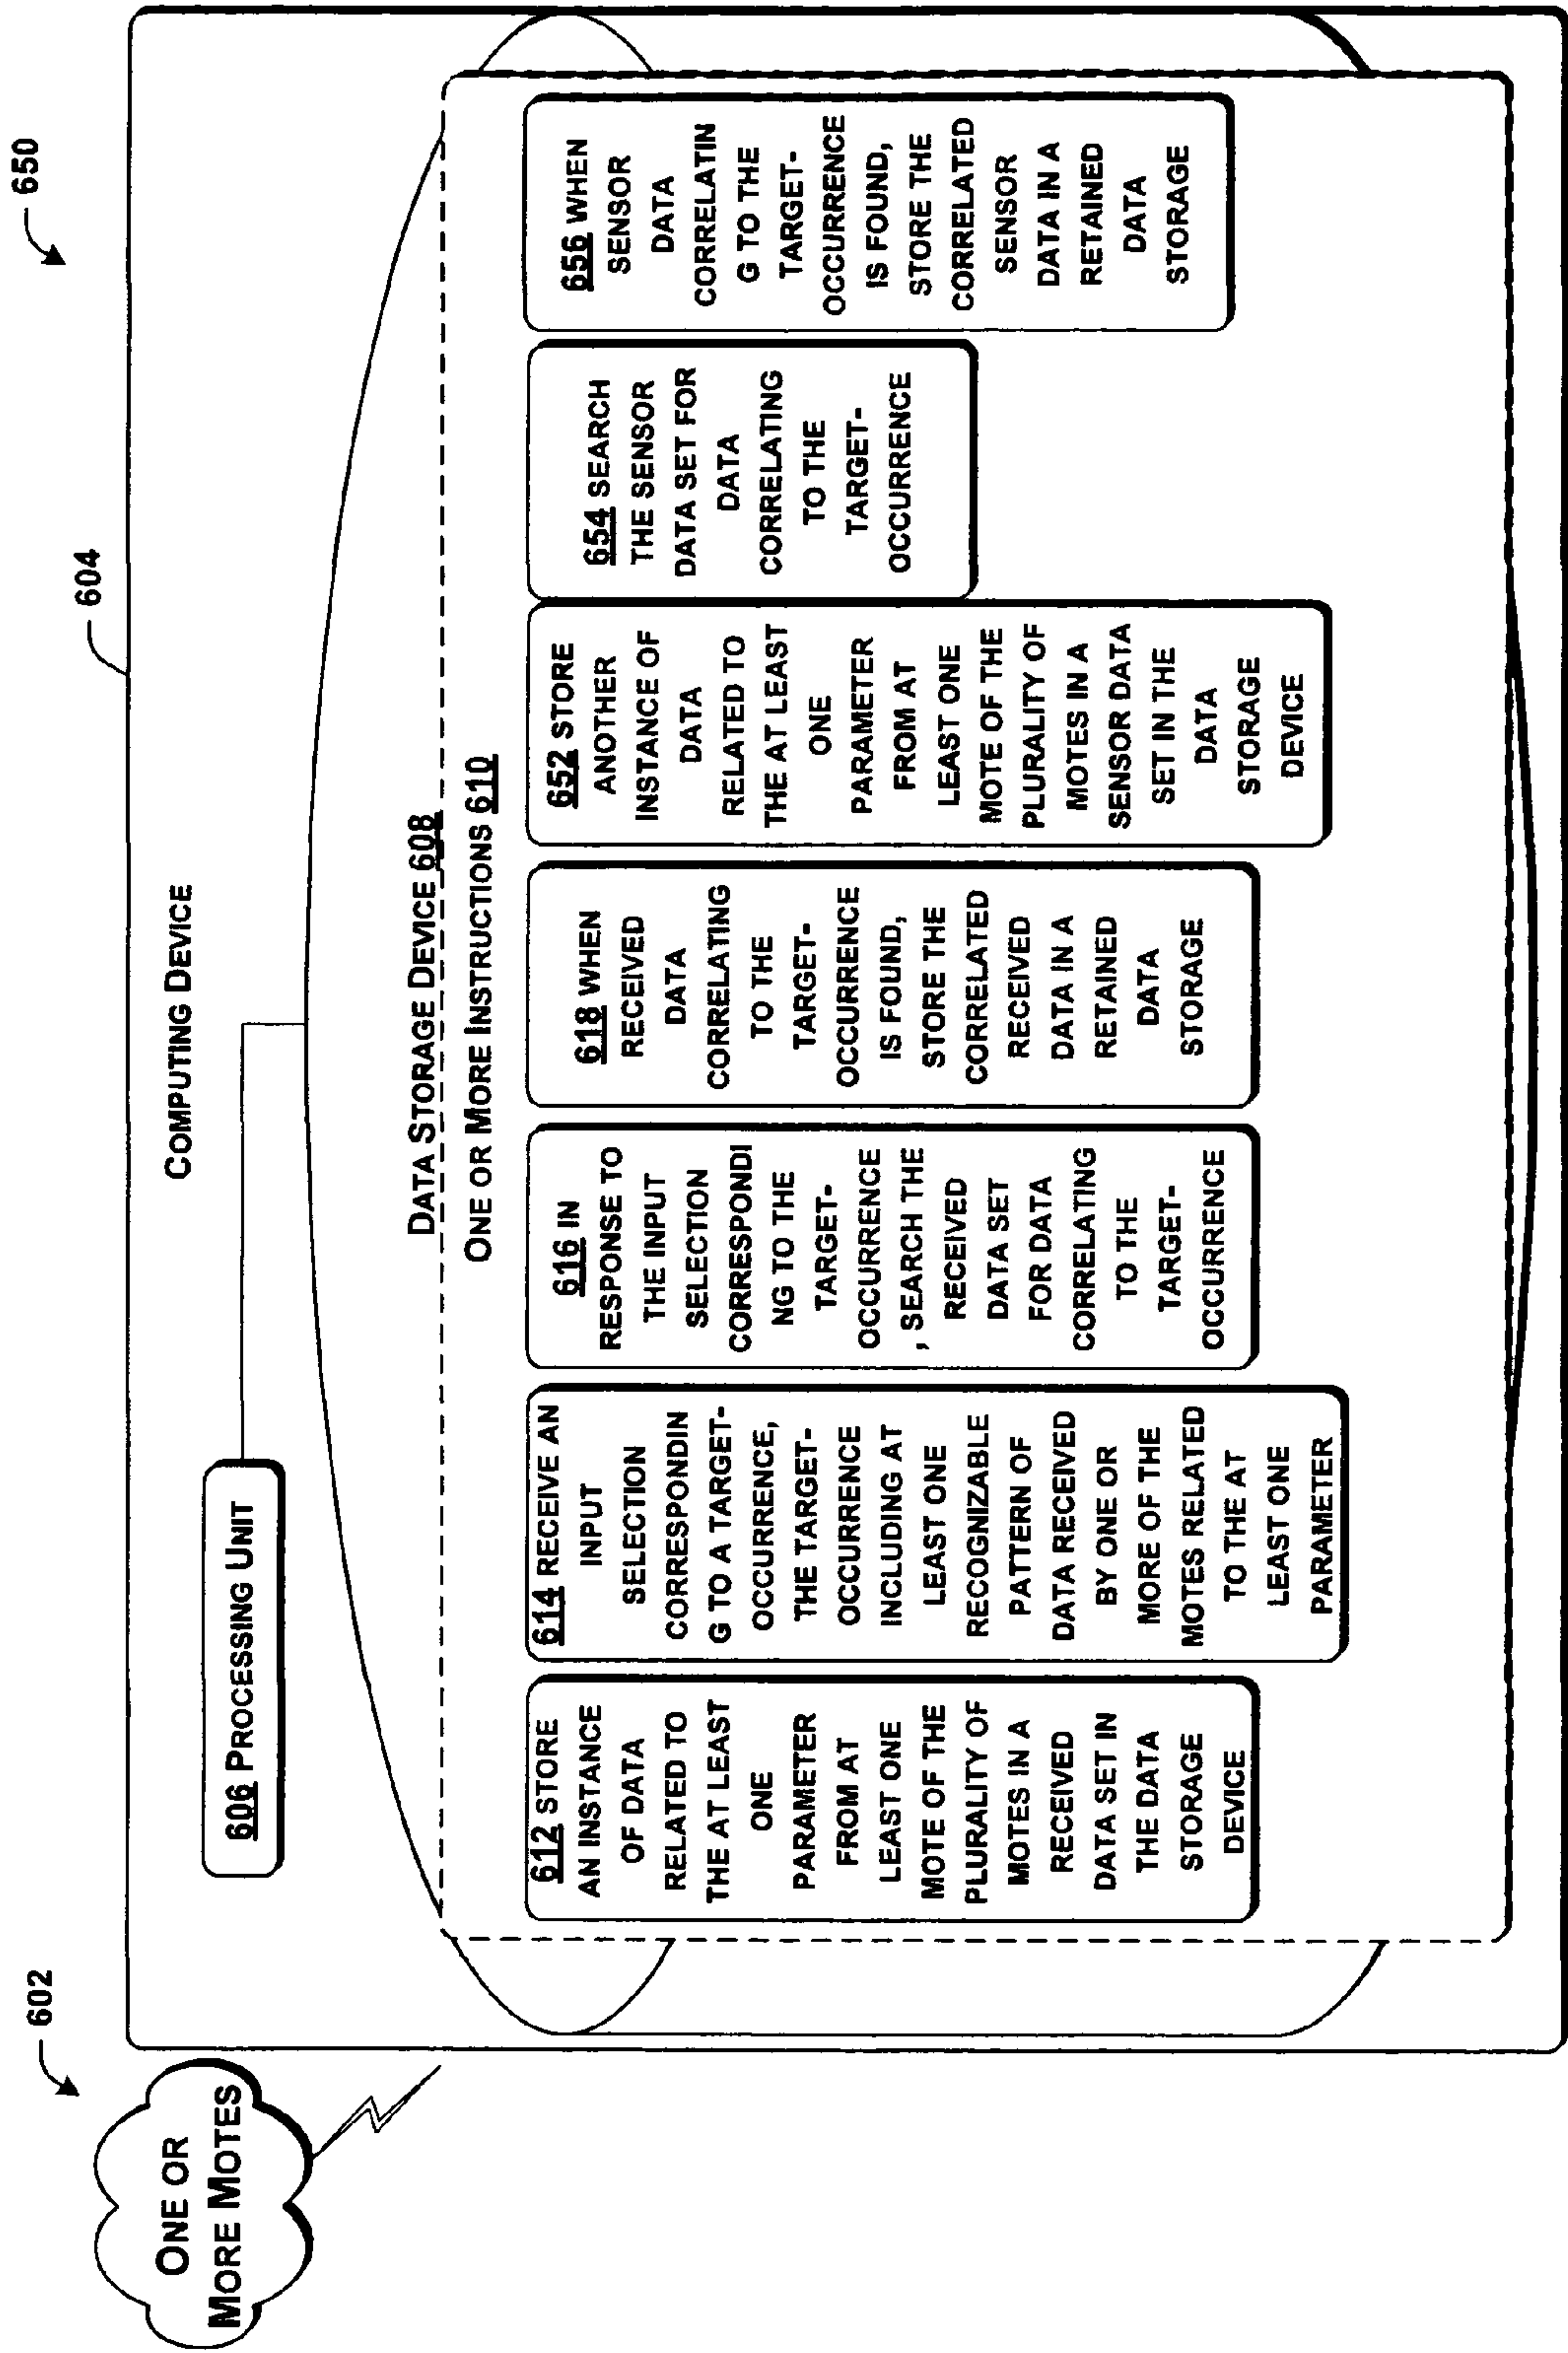 650
602
604
ONE OR
MORE MOTES
COMPUTING DEVICE
606 PROCESSING UNIT
DATA STORAGE DEVICE 608
ONE OR MORE INSTRUCTIONS 610
612 STORE
AN INSTANCE
OF DATA
RELATED TO
THE AT LEAST
ONE
PARAMETER
FROM AT
LEAST ONE
MOTE OF THE
PLURALITY OF
MOTES IN A
RECEIVED
DATA SET IN
THE DATA
STORAGE
DEVICE
614 RECEIVE AN
INPUT
SELECTION
CORRESPONDIN
G TO A TARGET-
OCCURRENCE,
THE TARGET-
OCCURRENCE
INCLUDING AT
LEAST ONE
RECOGNIZABLE
PATTERN OF
DATA RECEIVED
BY ONE OR
MORE OF THE
MOTES RELATED
TO THE AT
LEAST ONE
PARAMETER
616 IN
RESPONSE TO
THE INPUT
SELECTION
CORRESPONDI
NG TO THE
TARGET-
OCCURRENCE
, SEARCH THE
RECEIVED
DATA SET
FOR DATA
CORRELATING
TO THE
TARGET-
OCCURRENCE
618 WHEN
RECEIVED
DATA
CORRELATING
TO THE
TARGET-
OCCURRENCE
IS FOUND,
STORE THE
CORRELATED
RECEIVED
DATA IN A
RETAINED
DATA
STORAGE
652 STORE
ANOTHER
INSTANCE OF
DATA
RELATED TO
THE AT LEAST
ONE
PARAMETER
FROM AT
LEAST ONE
MOTE OF THE
PLURALITY OF
MOTES IN A
SENSOR DATA
SET IN THE
DATA
STORAGE
DEVICE
654 SEARCH
THE SENSOR
DATA SET FOR
DATA
CORRELATING
TO THE
TARGET-
OCCURRENCE
656 WHEN
SENSOR
DATA
CORRELATIN
G TO THE
TARGET-
OCCURRENCE
IS FOUND,
STORE THE
CORRELATED
SENSOR
DATA IN A
RETAINED
DATA
STORAGE